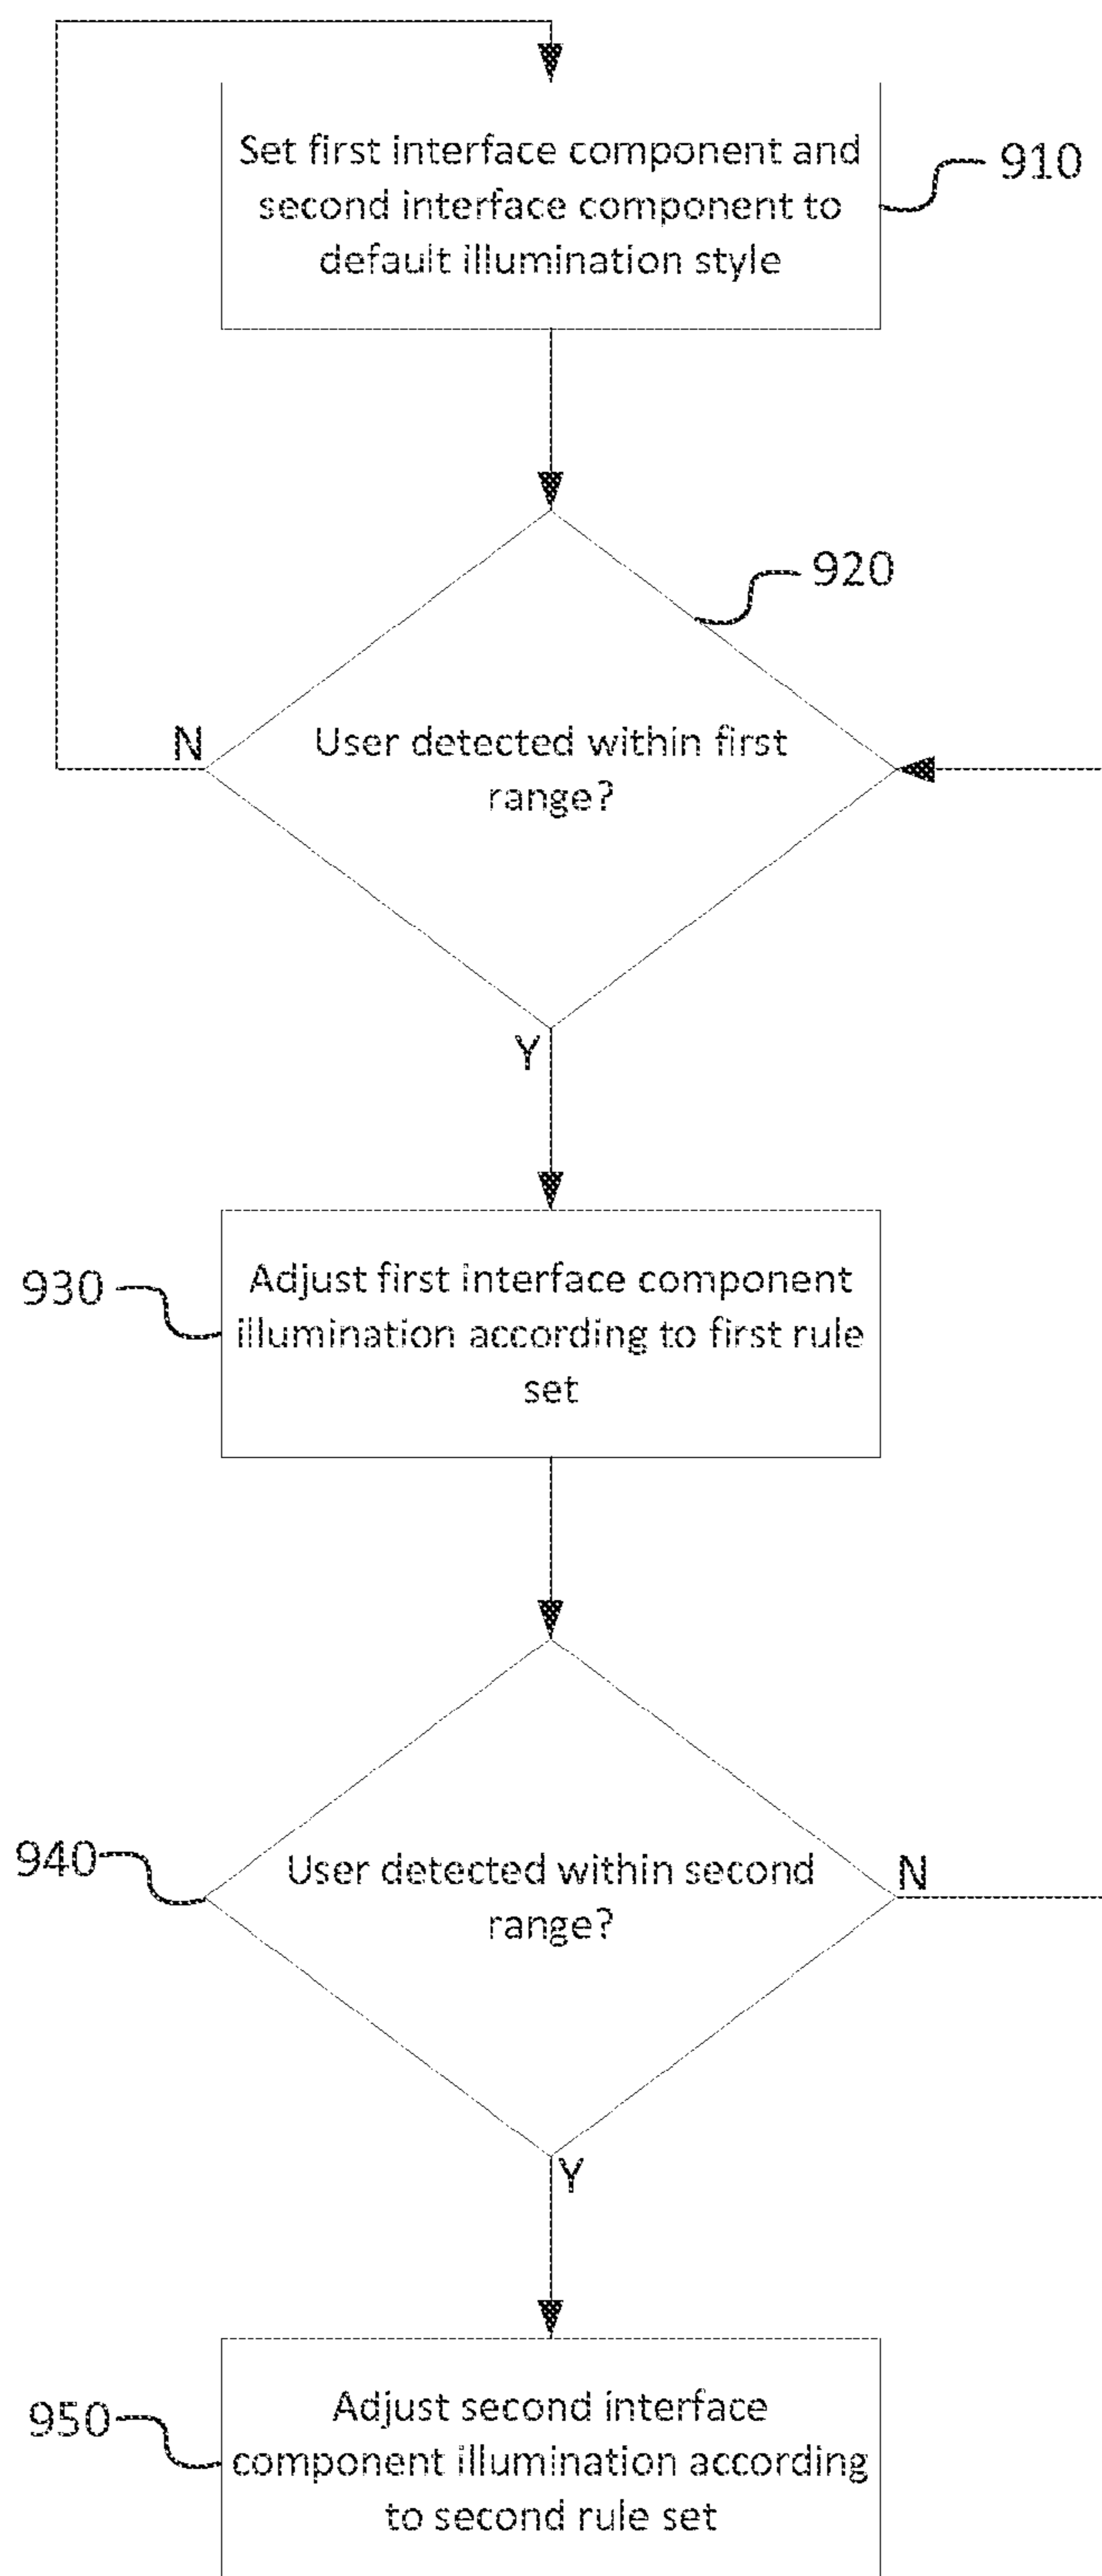 Set first interface component and
second interface component to
default illumination style
910
920
N
User detected within first
range?
Y
930
Adjust first interface component
illumination according to first rule
set
940
User detected within second
range?
N
Y
950
Adjust second interface
component illumination according
to second rule set